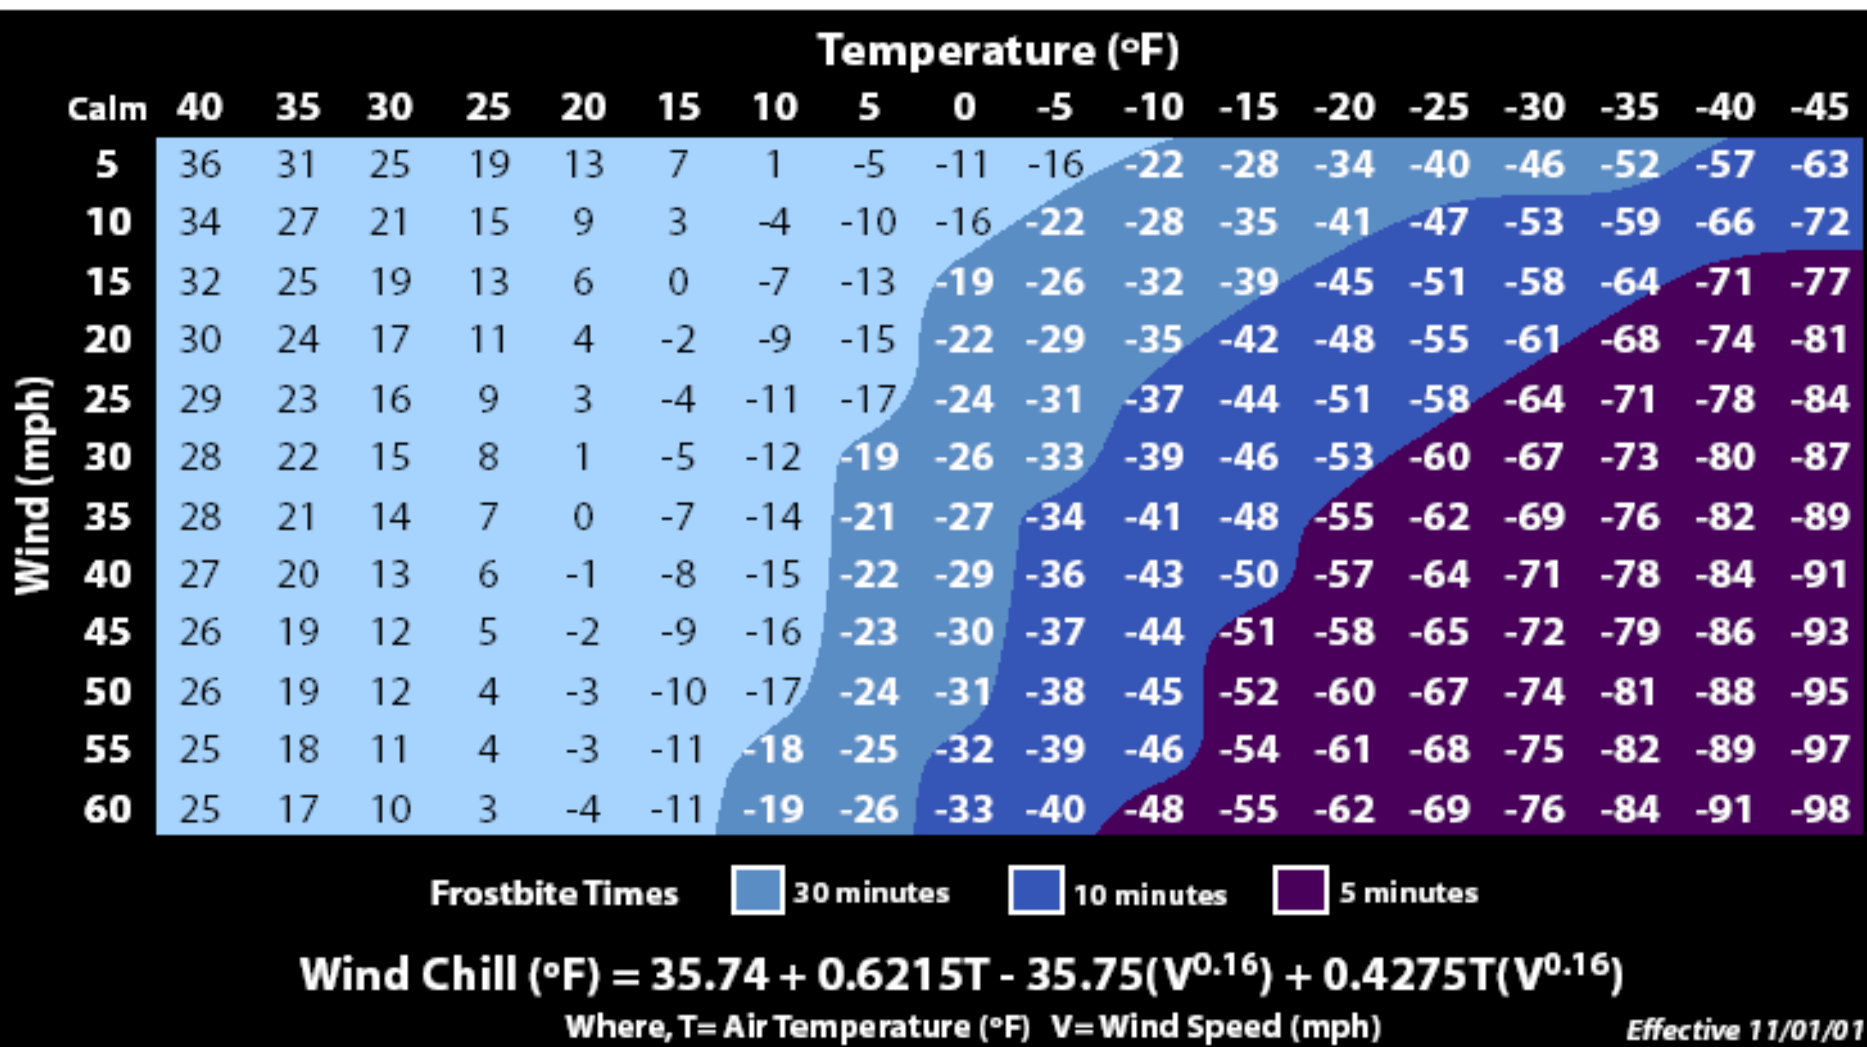 Temperature (ºF)
Calm 40 35 30 25 20 15 10 5 0 -5 -10 -15 -20 -25 -30 -35 -40 -45
Wind (mph)
5 36 31 25 19 13 7 1 -5 -11 -16 -22 -28 -34 -40 -46 -52 -57 -63
10 34 27 21 15 9 3 -4 -10 -16 -22 -28 -35 -41 -47 -53 -59 -66 -72
15 32 25 19 13 6 0 -7 -13 -19 -26 -32 -39 -45 -51 -58 -64 -71 -77
20 30 24 17 11 4 -2 -9 -15 -22 -29 -35 -42 -48 -55 -61 -68 -74 -81
25 29 23 16 9 3 -4 -11 -17 -24 -31 -37 -44 -51 -58 -64 -71 -78 -84
30 28 22 15 8 1 -5 -12 -19 -26 -33 -39 -46 -53 -60 -67 -73 -80 -87
35 28 21 14 7 0 -7 -14 -21 -27 -34 -41 -48 -55 -62 -69 -76 -82 -89
40 27 20 13 6 -1 -8 -15 -22 -29 -36 -43 -50 -57 -64 -71 -78 -84 -91
45 26 19 12 5 -2 -9 -16 -23 -30 -37 -44 -51 -58 -65 -72 -79 -86 -93
50 26 19 12 4 -3 -10 -17 -24 -31 -38 -45 -52 -60 -67 -74 -81 -88 -95
55 25 18 11 4 -3 -11 -18 -25 -32 -39 -46 -54 -61 -68 -75 -82 -89 -97
60 25 17 10 3 -4 -11 -19 -26 -33 -40 -48 -55 -62 -69 -76 -84 -91 -98
Frostbite Times 30 minutes 10 minutes 5 minutes
Wind Chill (ºF) = 35.74 + 0.6215T - 35.75(V⁰·¹⁶) + 0.4275T(V⁰·¹⁶)
Where, T= Air Temperature (ºF) V= Wind Speed (mph)
Effective 11/01/01